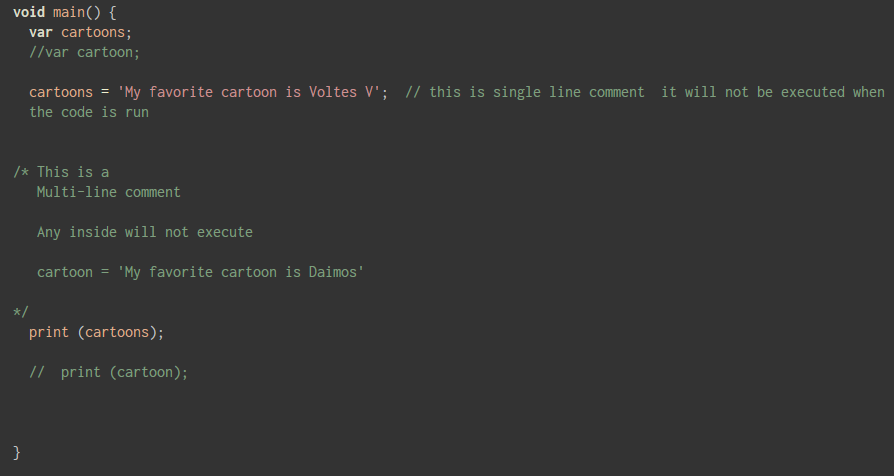 void main() {
var cartoons;
//var cartoon;
cartoons = 'My favorite cartoon is Voltes V';  // this is single line comment  it will not be executed when
the code is run
/* This is a
Multi-line comment
Any inside will not execute
cartoon = 'My favorite cartoon is Daimos'
*/
print (cartoons);
//  print (cartoon);
}